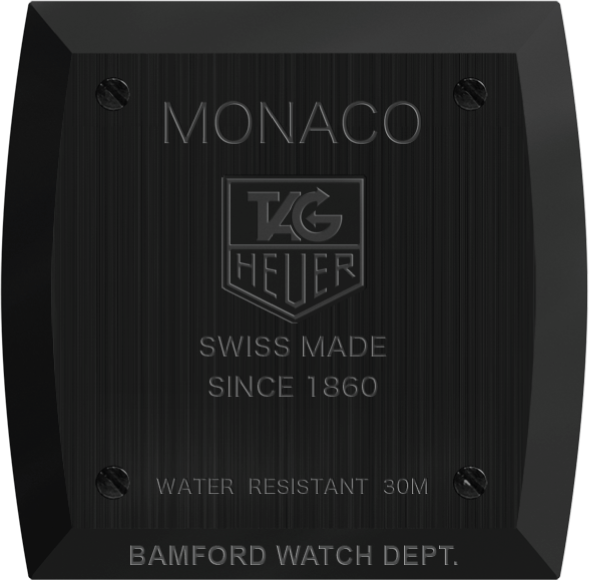 MONACO
TAG
HEUER
SWISS MADE
SINCE 1860
WATER RESISTANT 30M
BAMFORD WATCH DEPT.